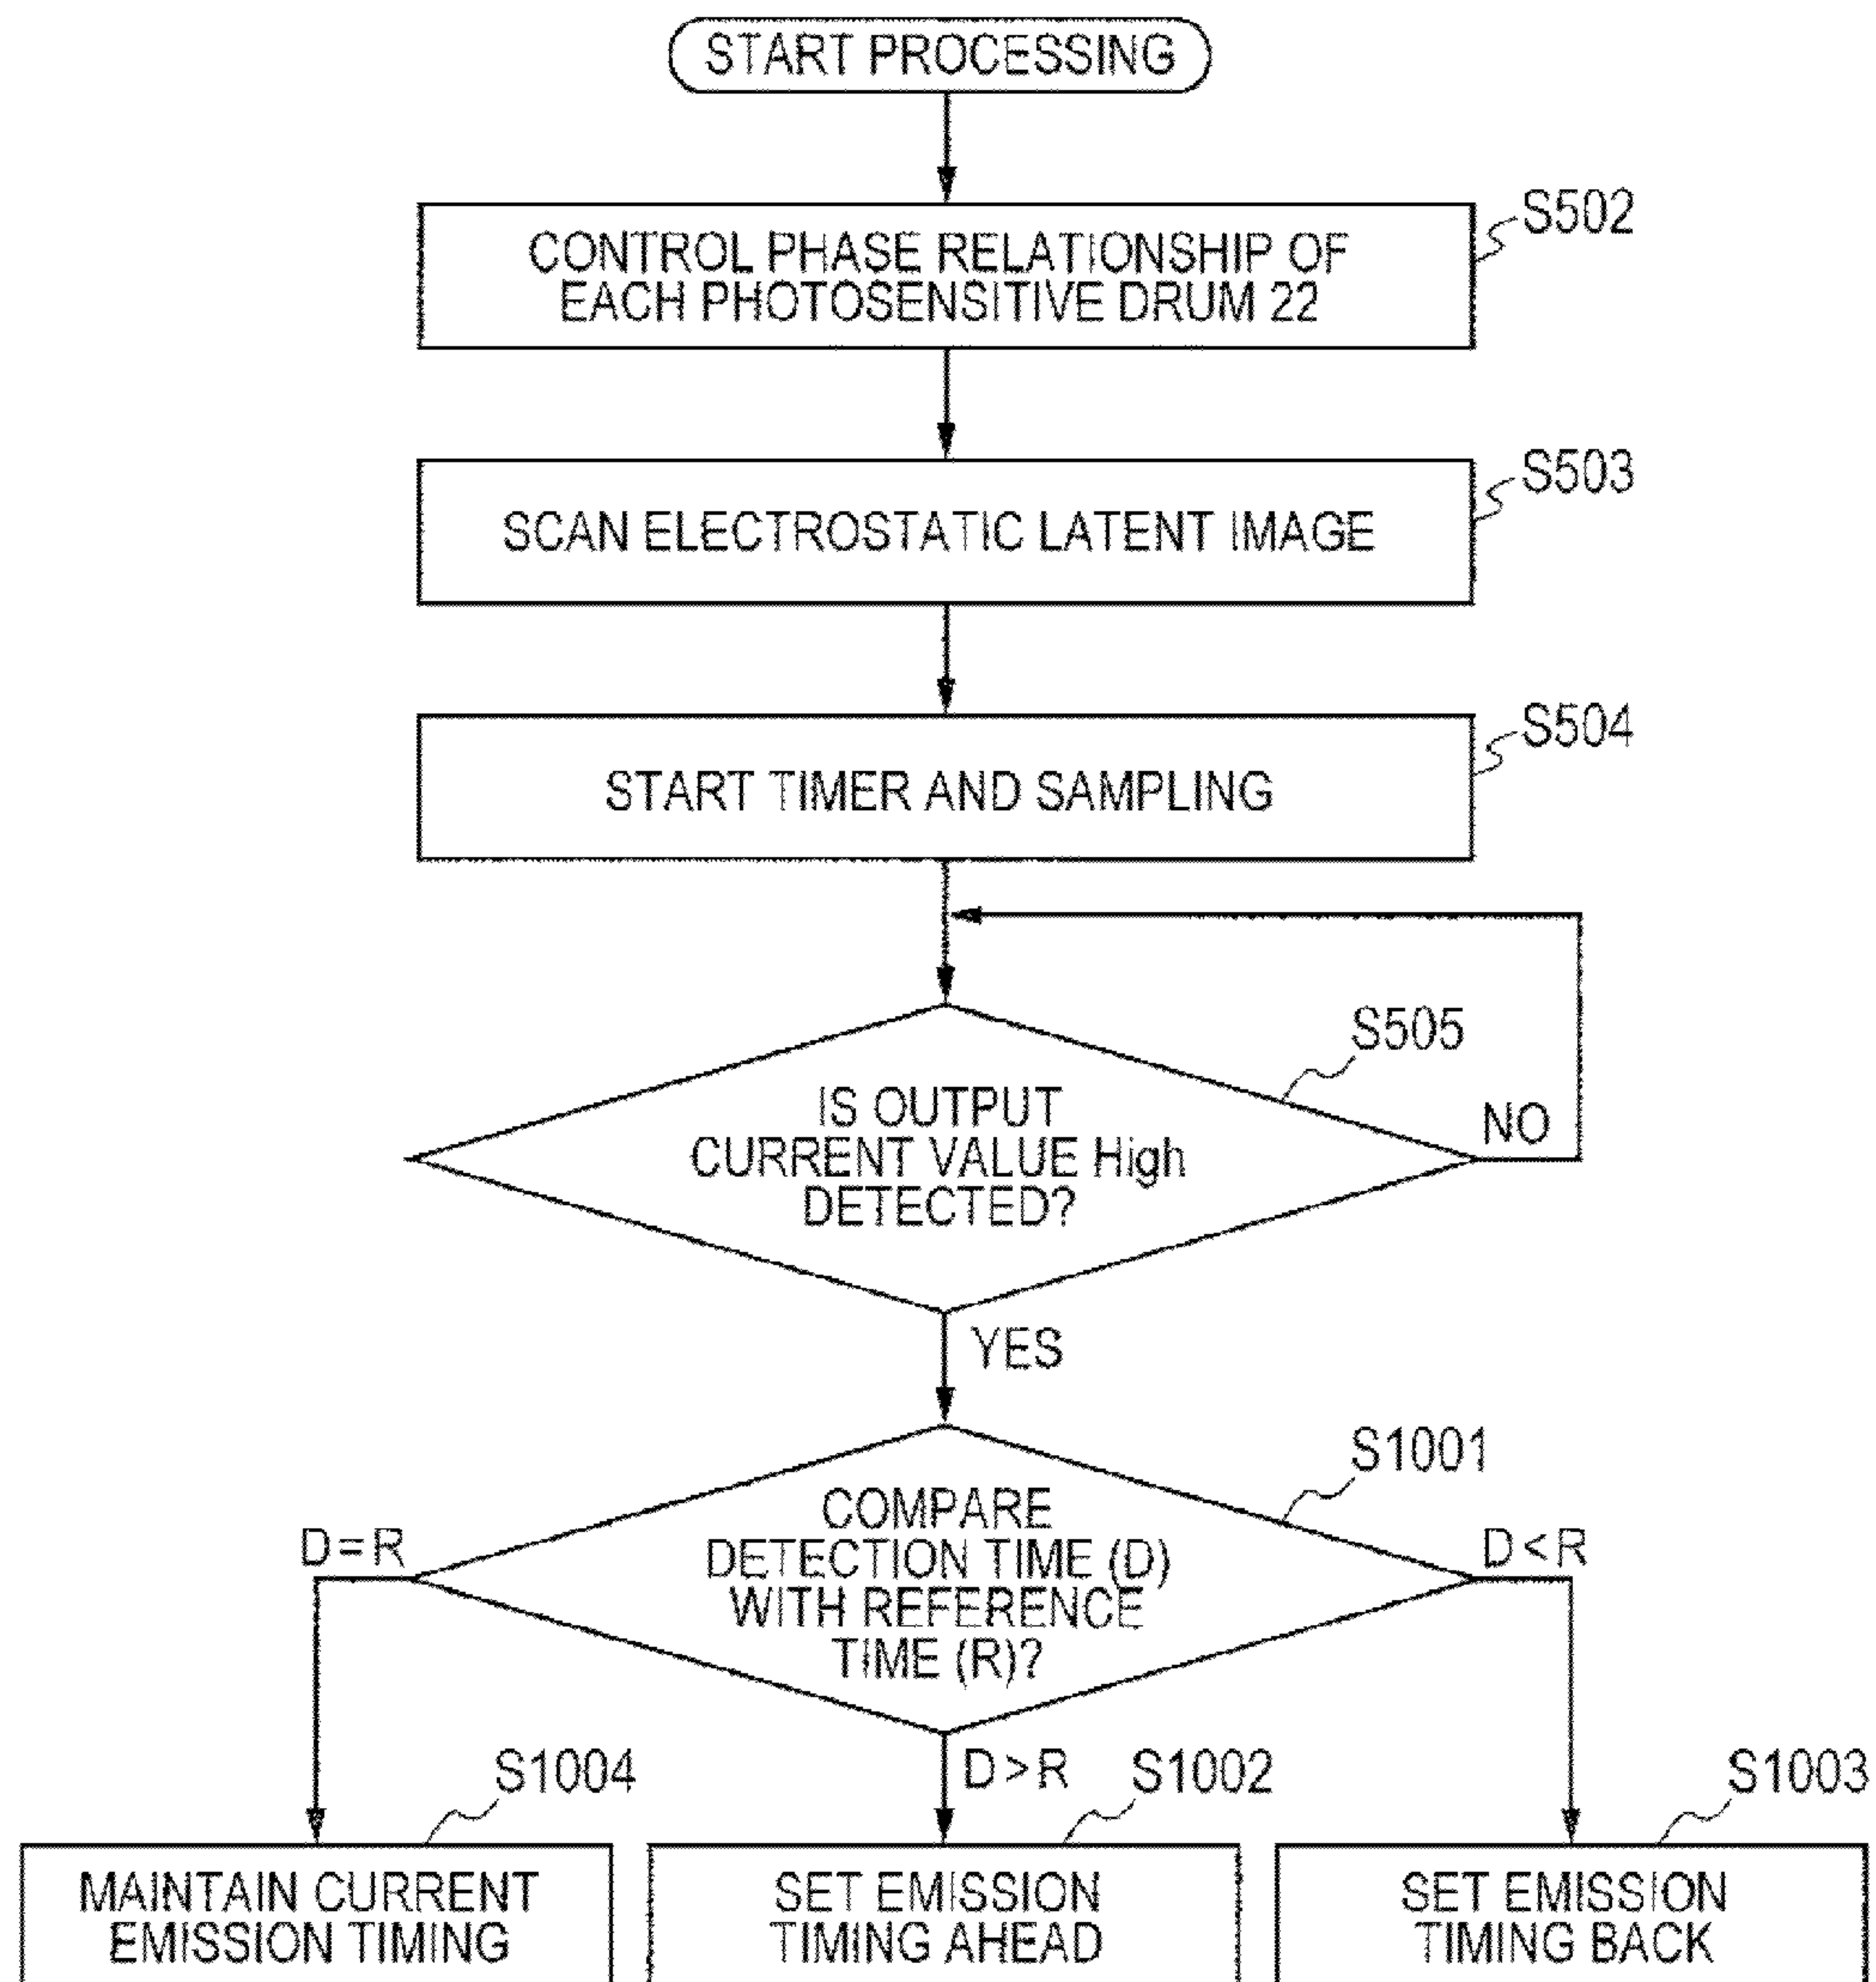 START PROCESSING
S502
CONTROL PHASE RELATIONSHIP OF
EACH PHOTOSENSITIVE DRUM 22
S503
SCAN ELECTROSTATIC LATENT IMAGE
S504
START TIMER AND SAMPLING
S505
IS OUTPUT
CURRENT VALUE High
DETECTED?
NO
YES
S1001
COMPARE
DETECTION TIME (D)
WITH REFERENCE
TIME (R)?
D=R
D<R
D>R
S1004
S1002
S1003
MAINTAIN CURRENT
EMISSION TIMING
SET EMISSION
TIMING AHEAD
SET EMISSION
TIMING BACK